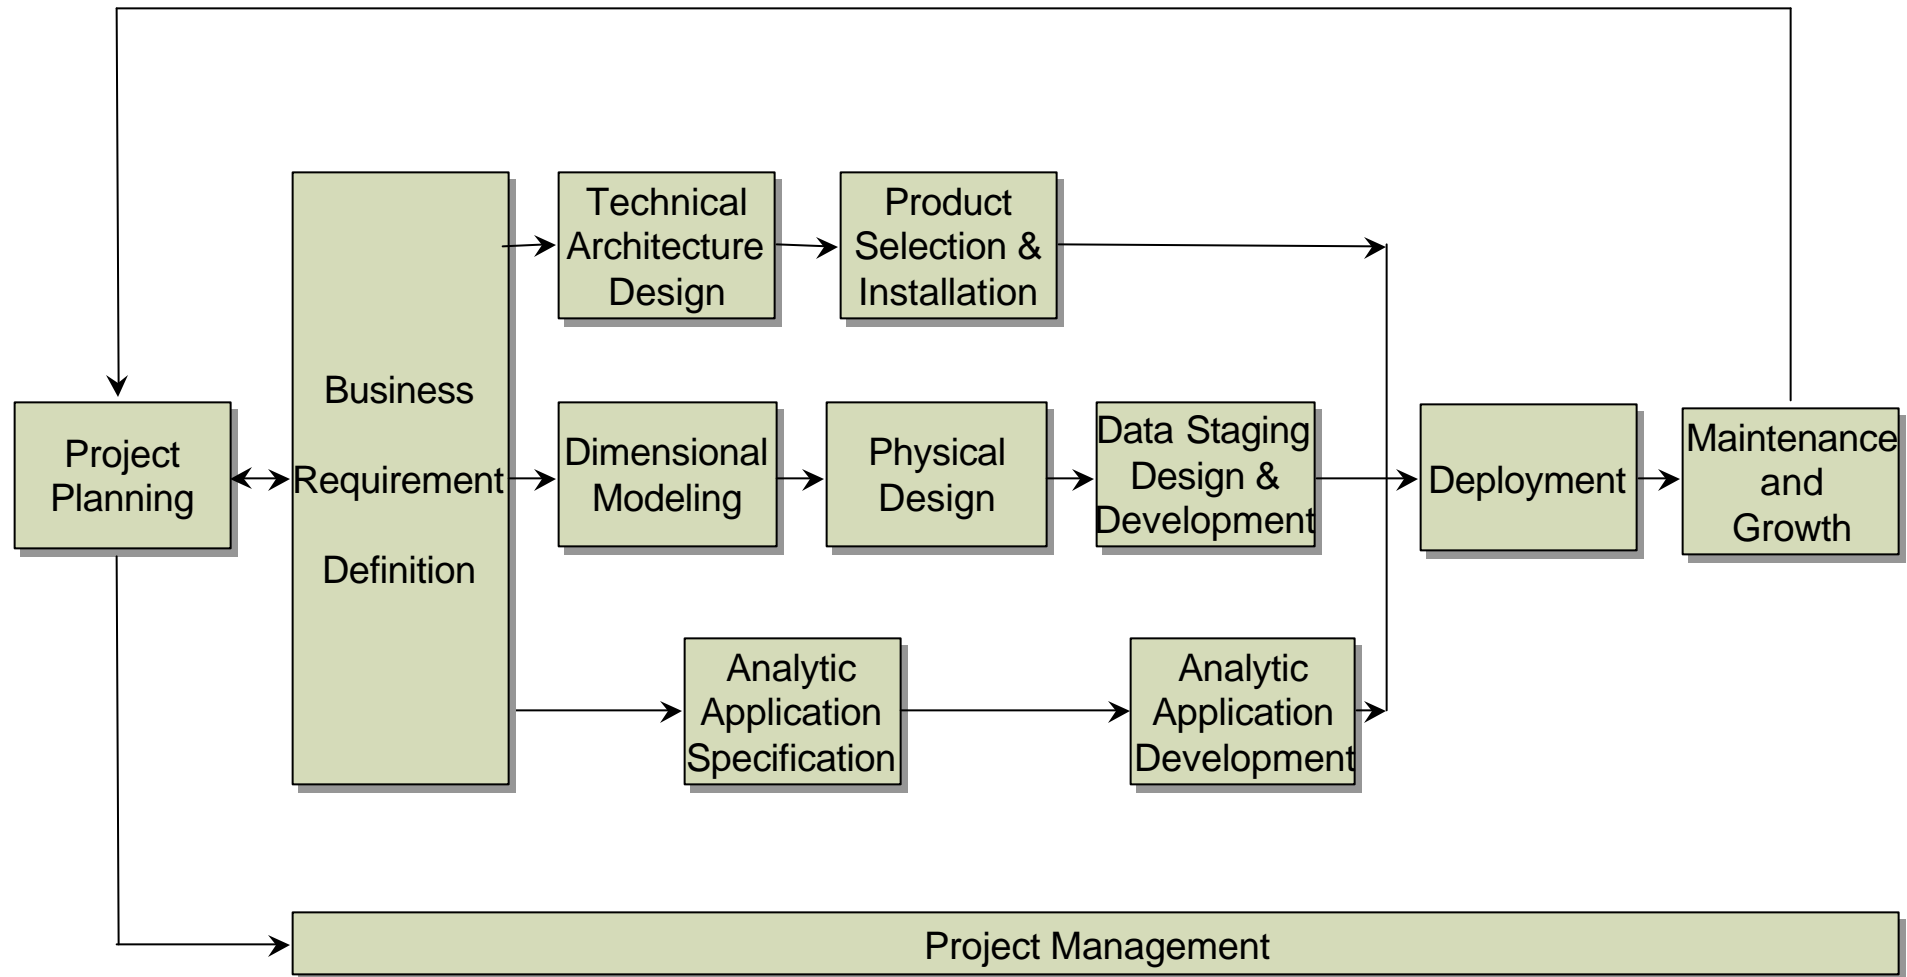 Technical
Architecture
Design
Product
Selection &
Installation
Project
Planning
Business
Requirement
Definition
Dimensional
Modeling
Physical
Design
Data Staging
Design &
Development
Deployment
Maintenance
and
Growth
Analytic
Application
Specification
Analytic
Application
Development
Project Management